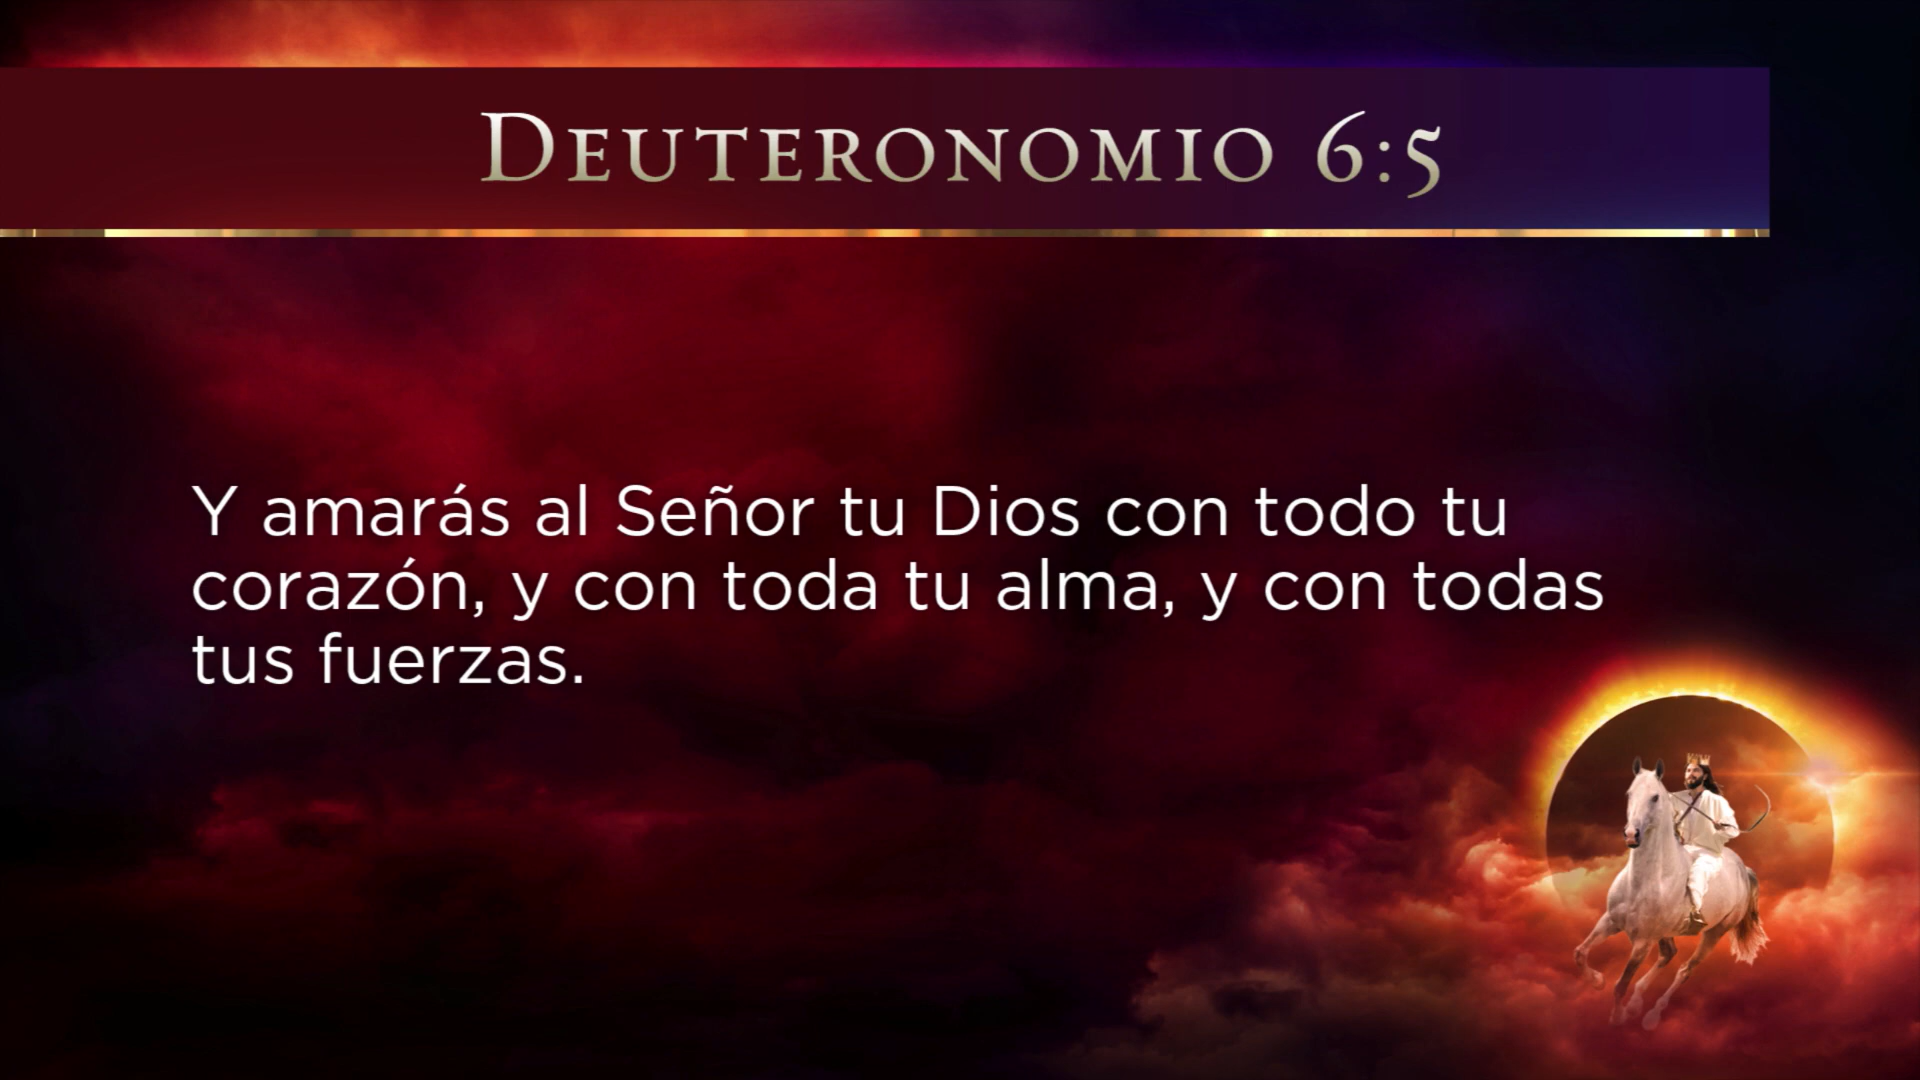 Deuteronomio 6:5
Y amarás al Señor tu Dios con todo tu
corazón, y con toda tu alma, y con todas
tus fuerzas.